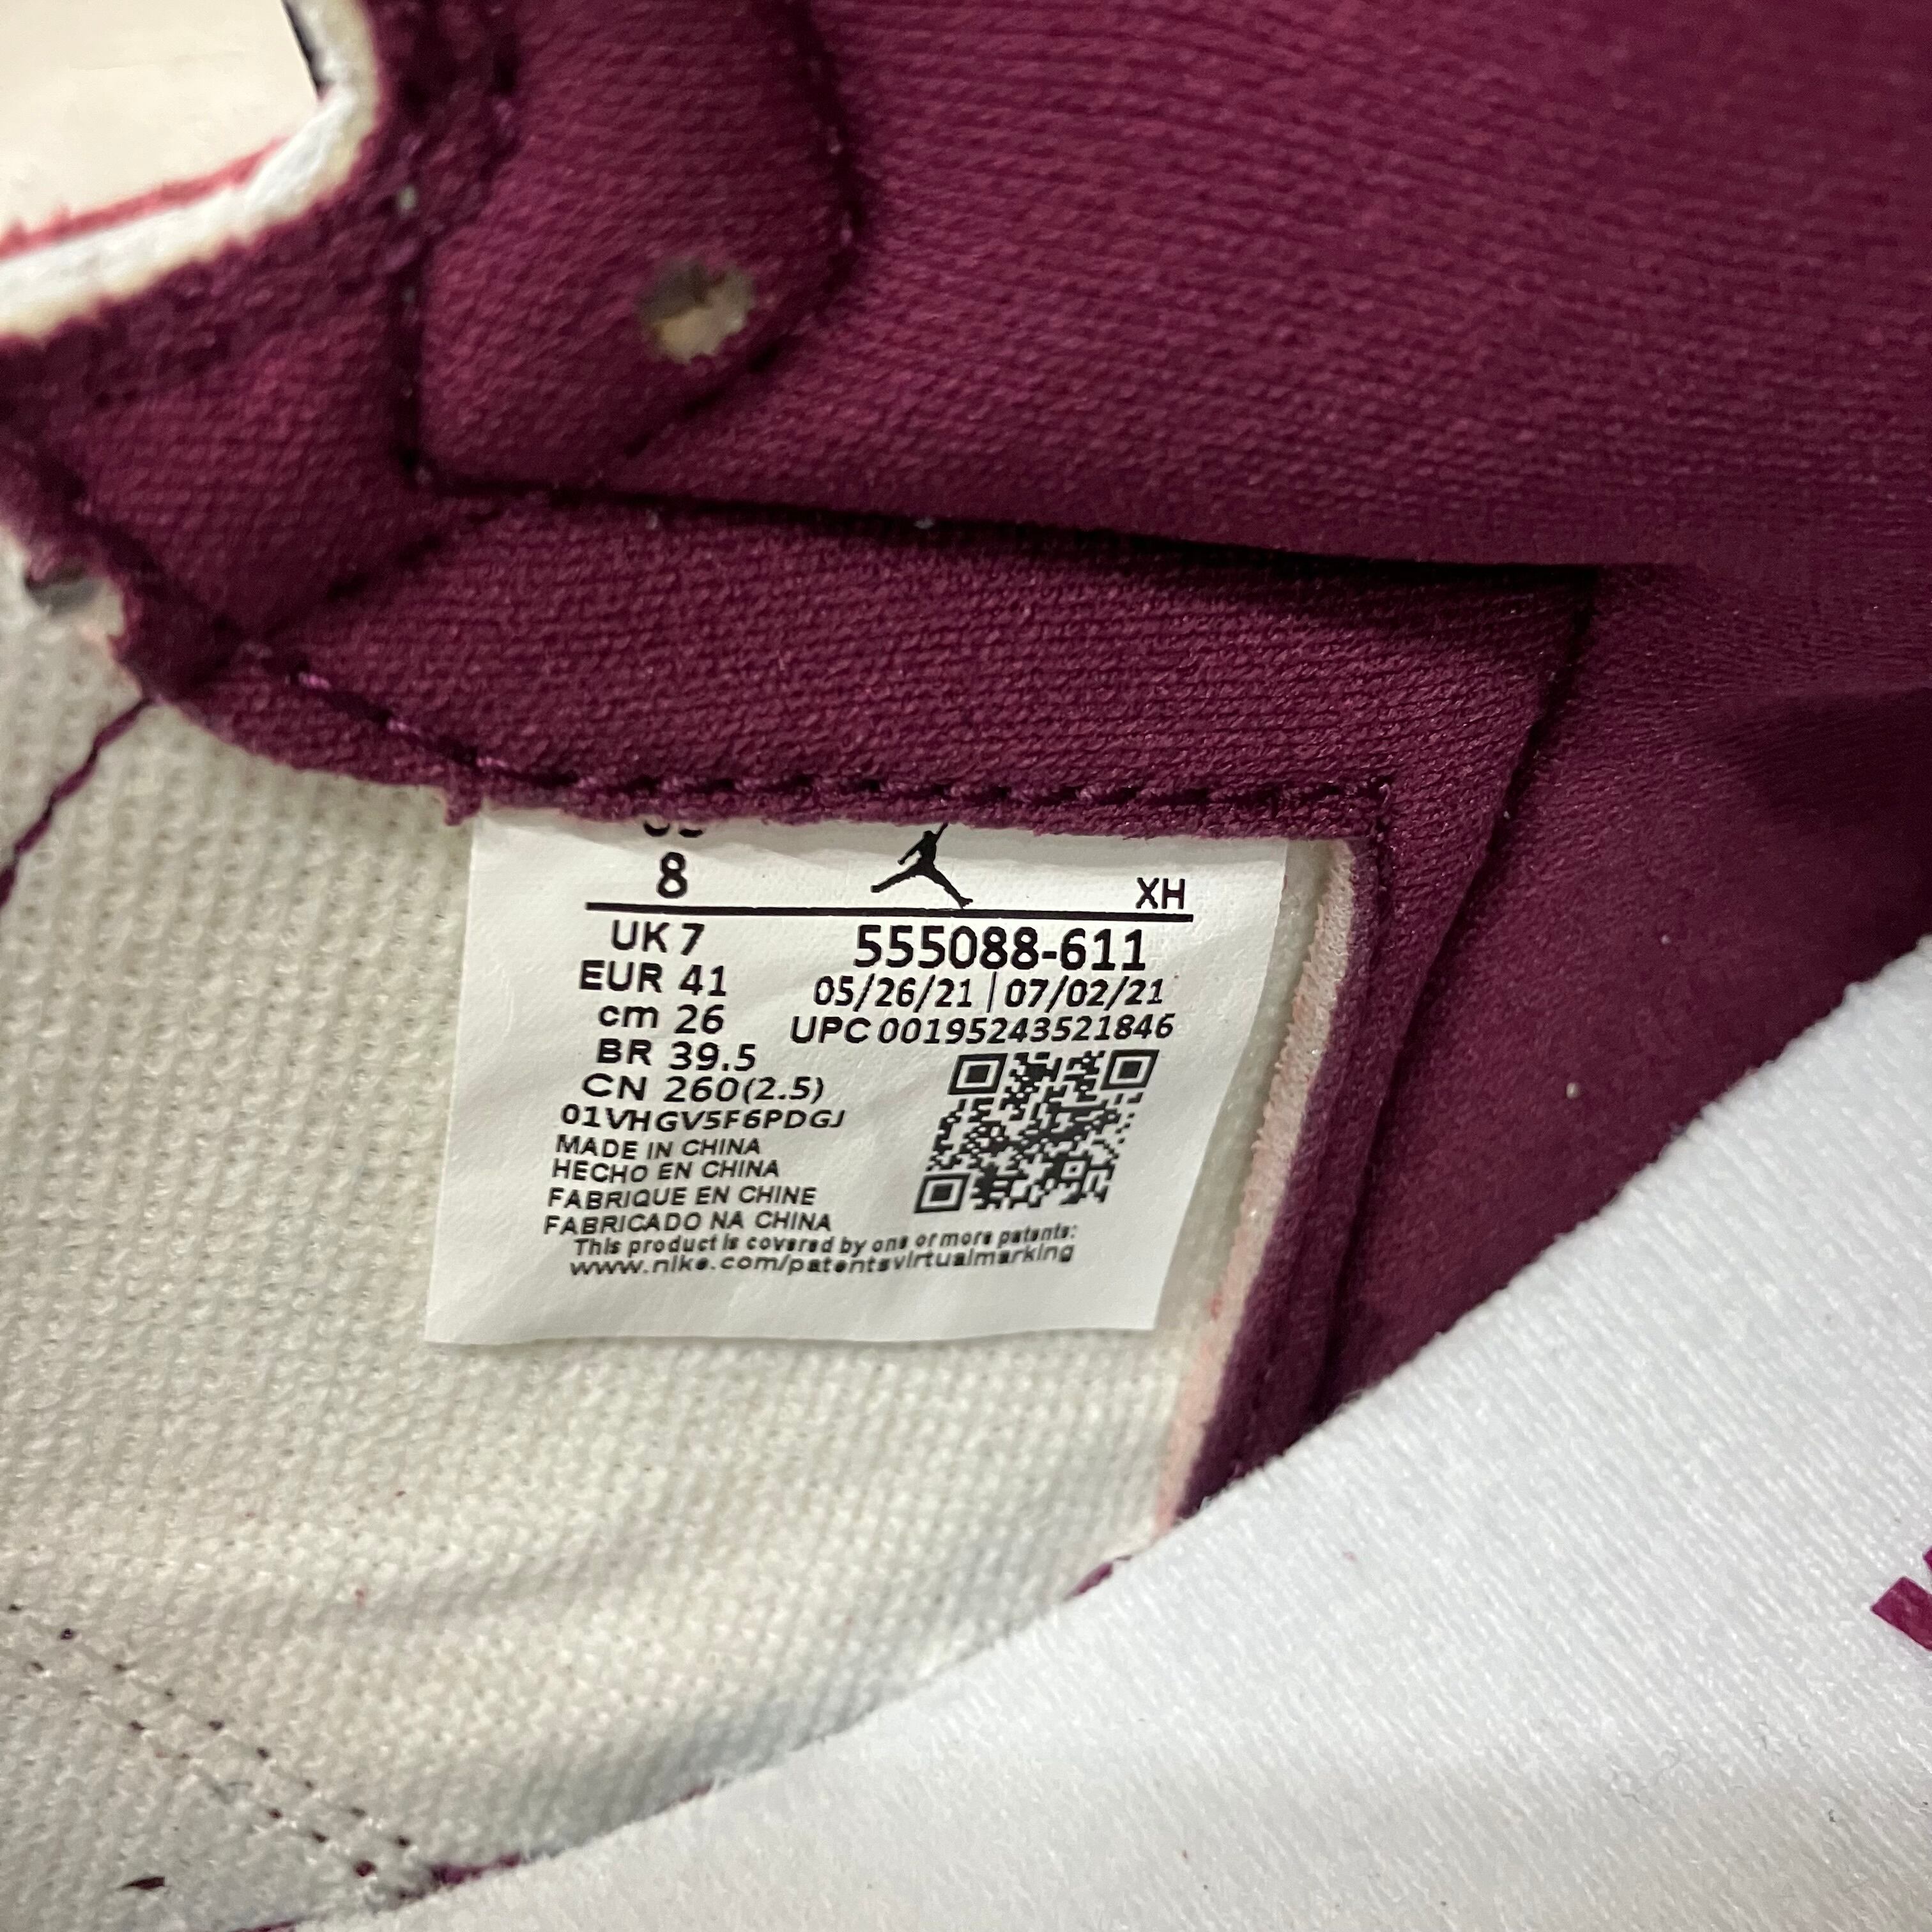 8
XH
UK 7
555088-611
EUR 41
05/26/21 | 07/02/21
cm 26
UPC 00195243521846
BR 39.5
CN 260(2.5)
01VHGV5F6PDGJ
MADE IN CHINA
HECHO EN CHINA
FABRIQUE EN CHINE
FABRICADO NA CHINA
This product is covered by one or more patents:
www.nike.com/patentsvirtualmarking